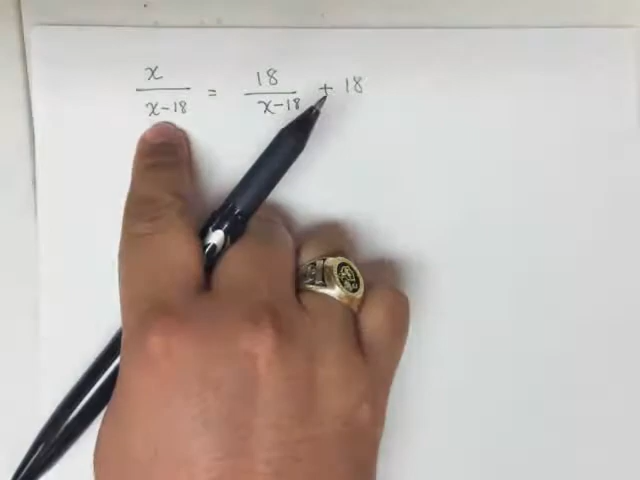 x/(x-18) = 18/(x-18) + 18